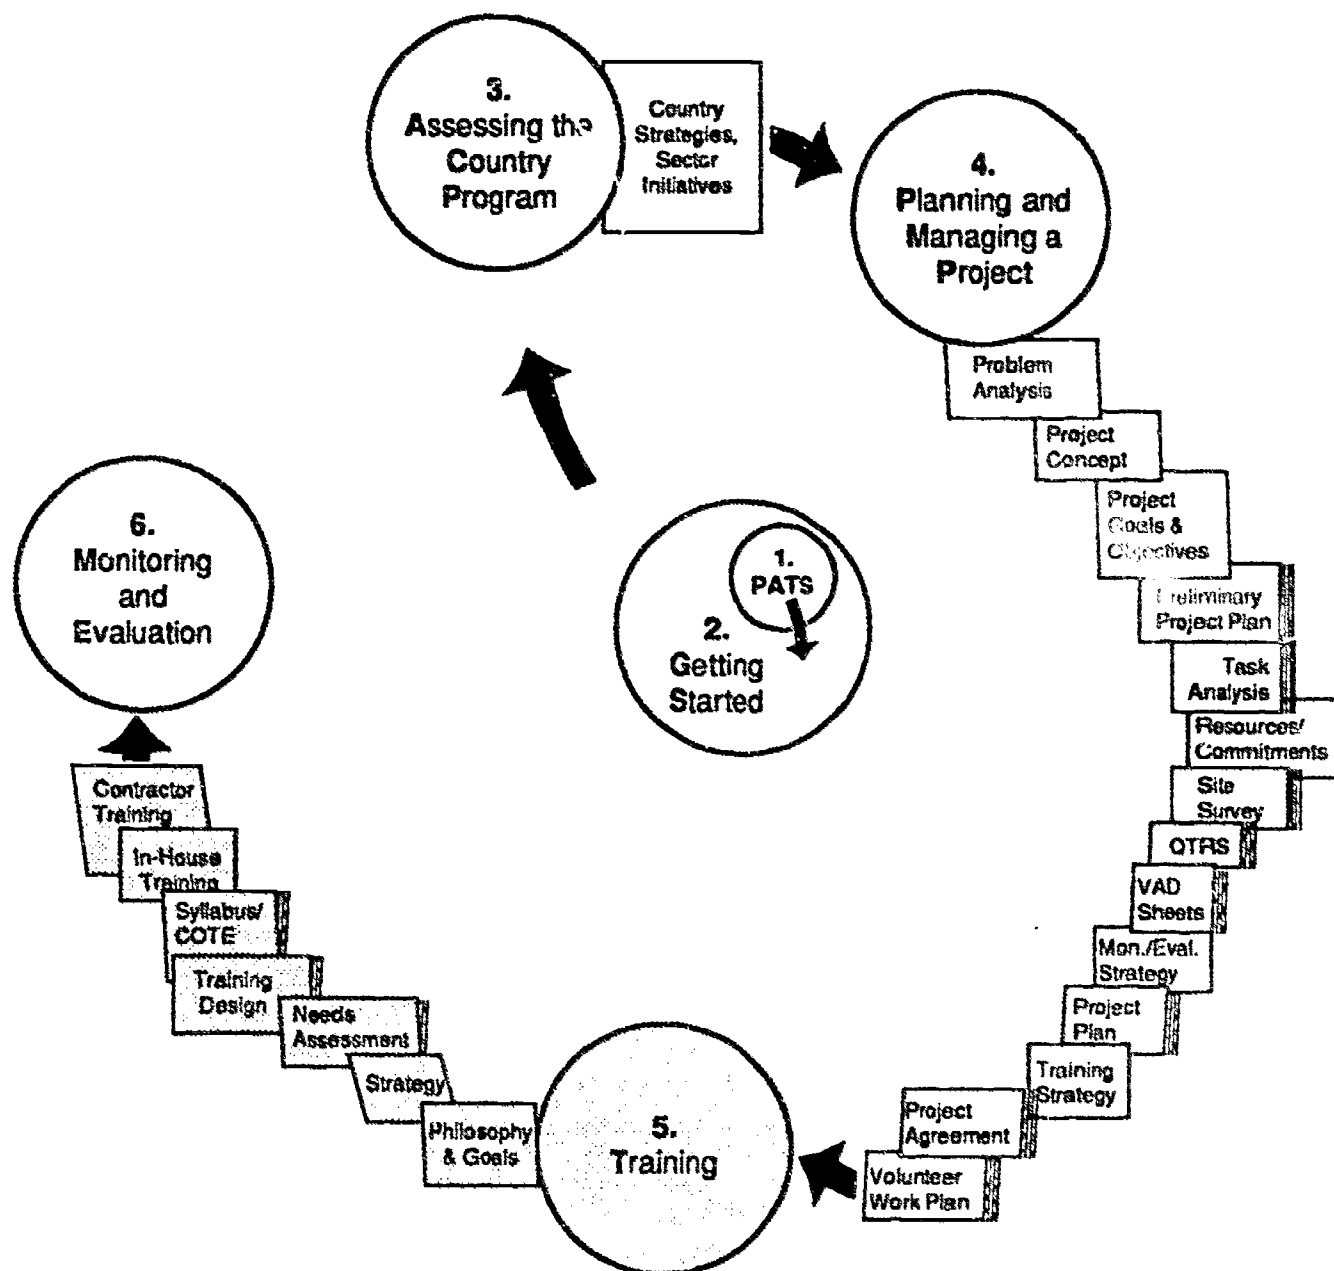 3.
Assessing the
Country
Program
Country
Strategies,
Sector
Initiatives
4.
Planning and
Managing a
Project
Problem
Analysis
Project
Concept
Project
Goals &
Objectives
Preliminary
Project Plan
Task
Analysis
Resources/
Commitments
Site
Survey
QTRS
VAD
Sheets
Mon./Eval.
Strategy
Project
Plan
Training
Strategy
Project
Agreement
Volunteer
Work Plan
1.
PATS
2.
Getting
Started
5.
Training
Philosophy
& Goals
Strategy
Needs
Assessment
Training
Design
Syllabus/
COTE
In-House
Training
Contractor
Training
6.
Monitoring
and
Evaluation